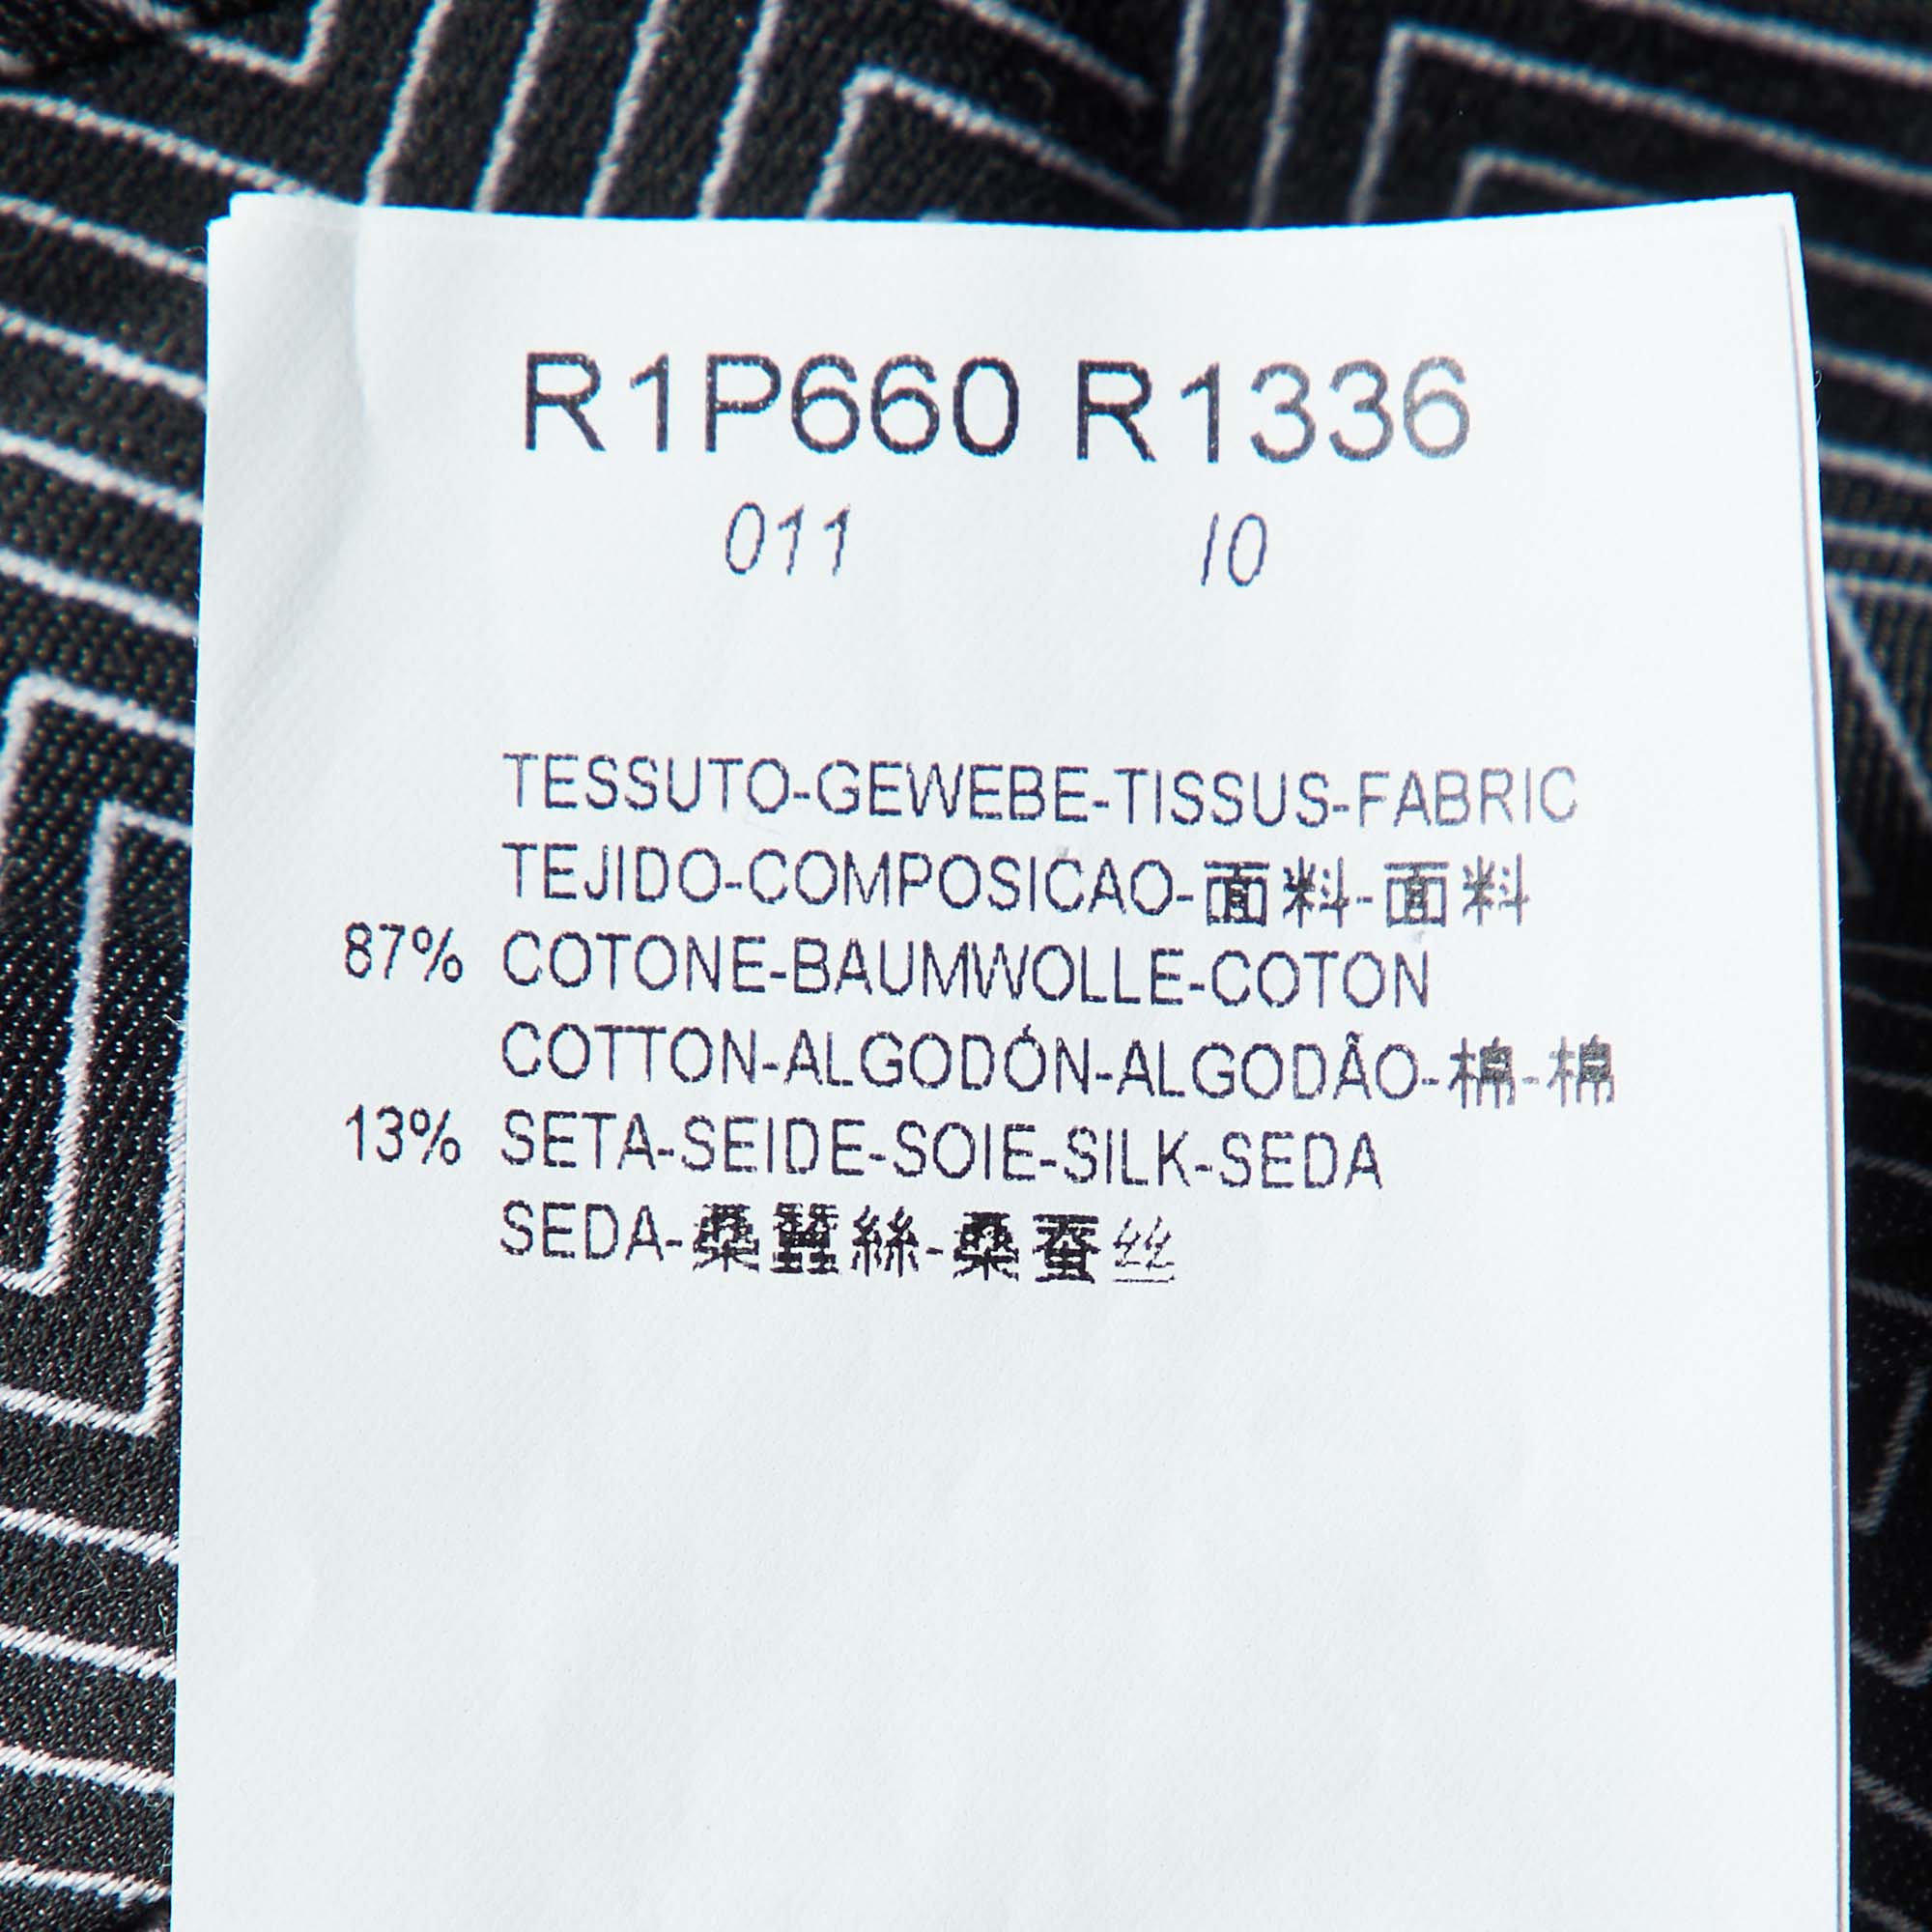 R1P660 R1336
011 10
TESSUTO-GEWEBE-TISSUS-FABRIC
TEJIDO-COMPOSICAO-面料-面料
87% COTONE-BAUMWOLLE-COTON
COTTON-ALGODÓN-ALGODÃO-棉-棉
13% SETA-SEIDE-SOIE-SILK-SEDA
SEDA-桑蠶絲-桑蚕丝